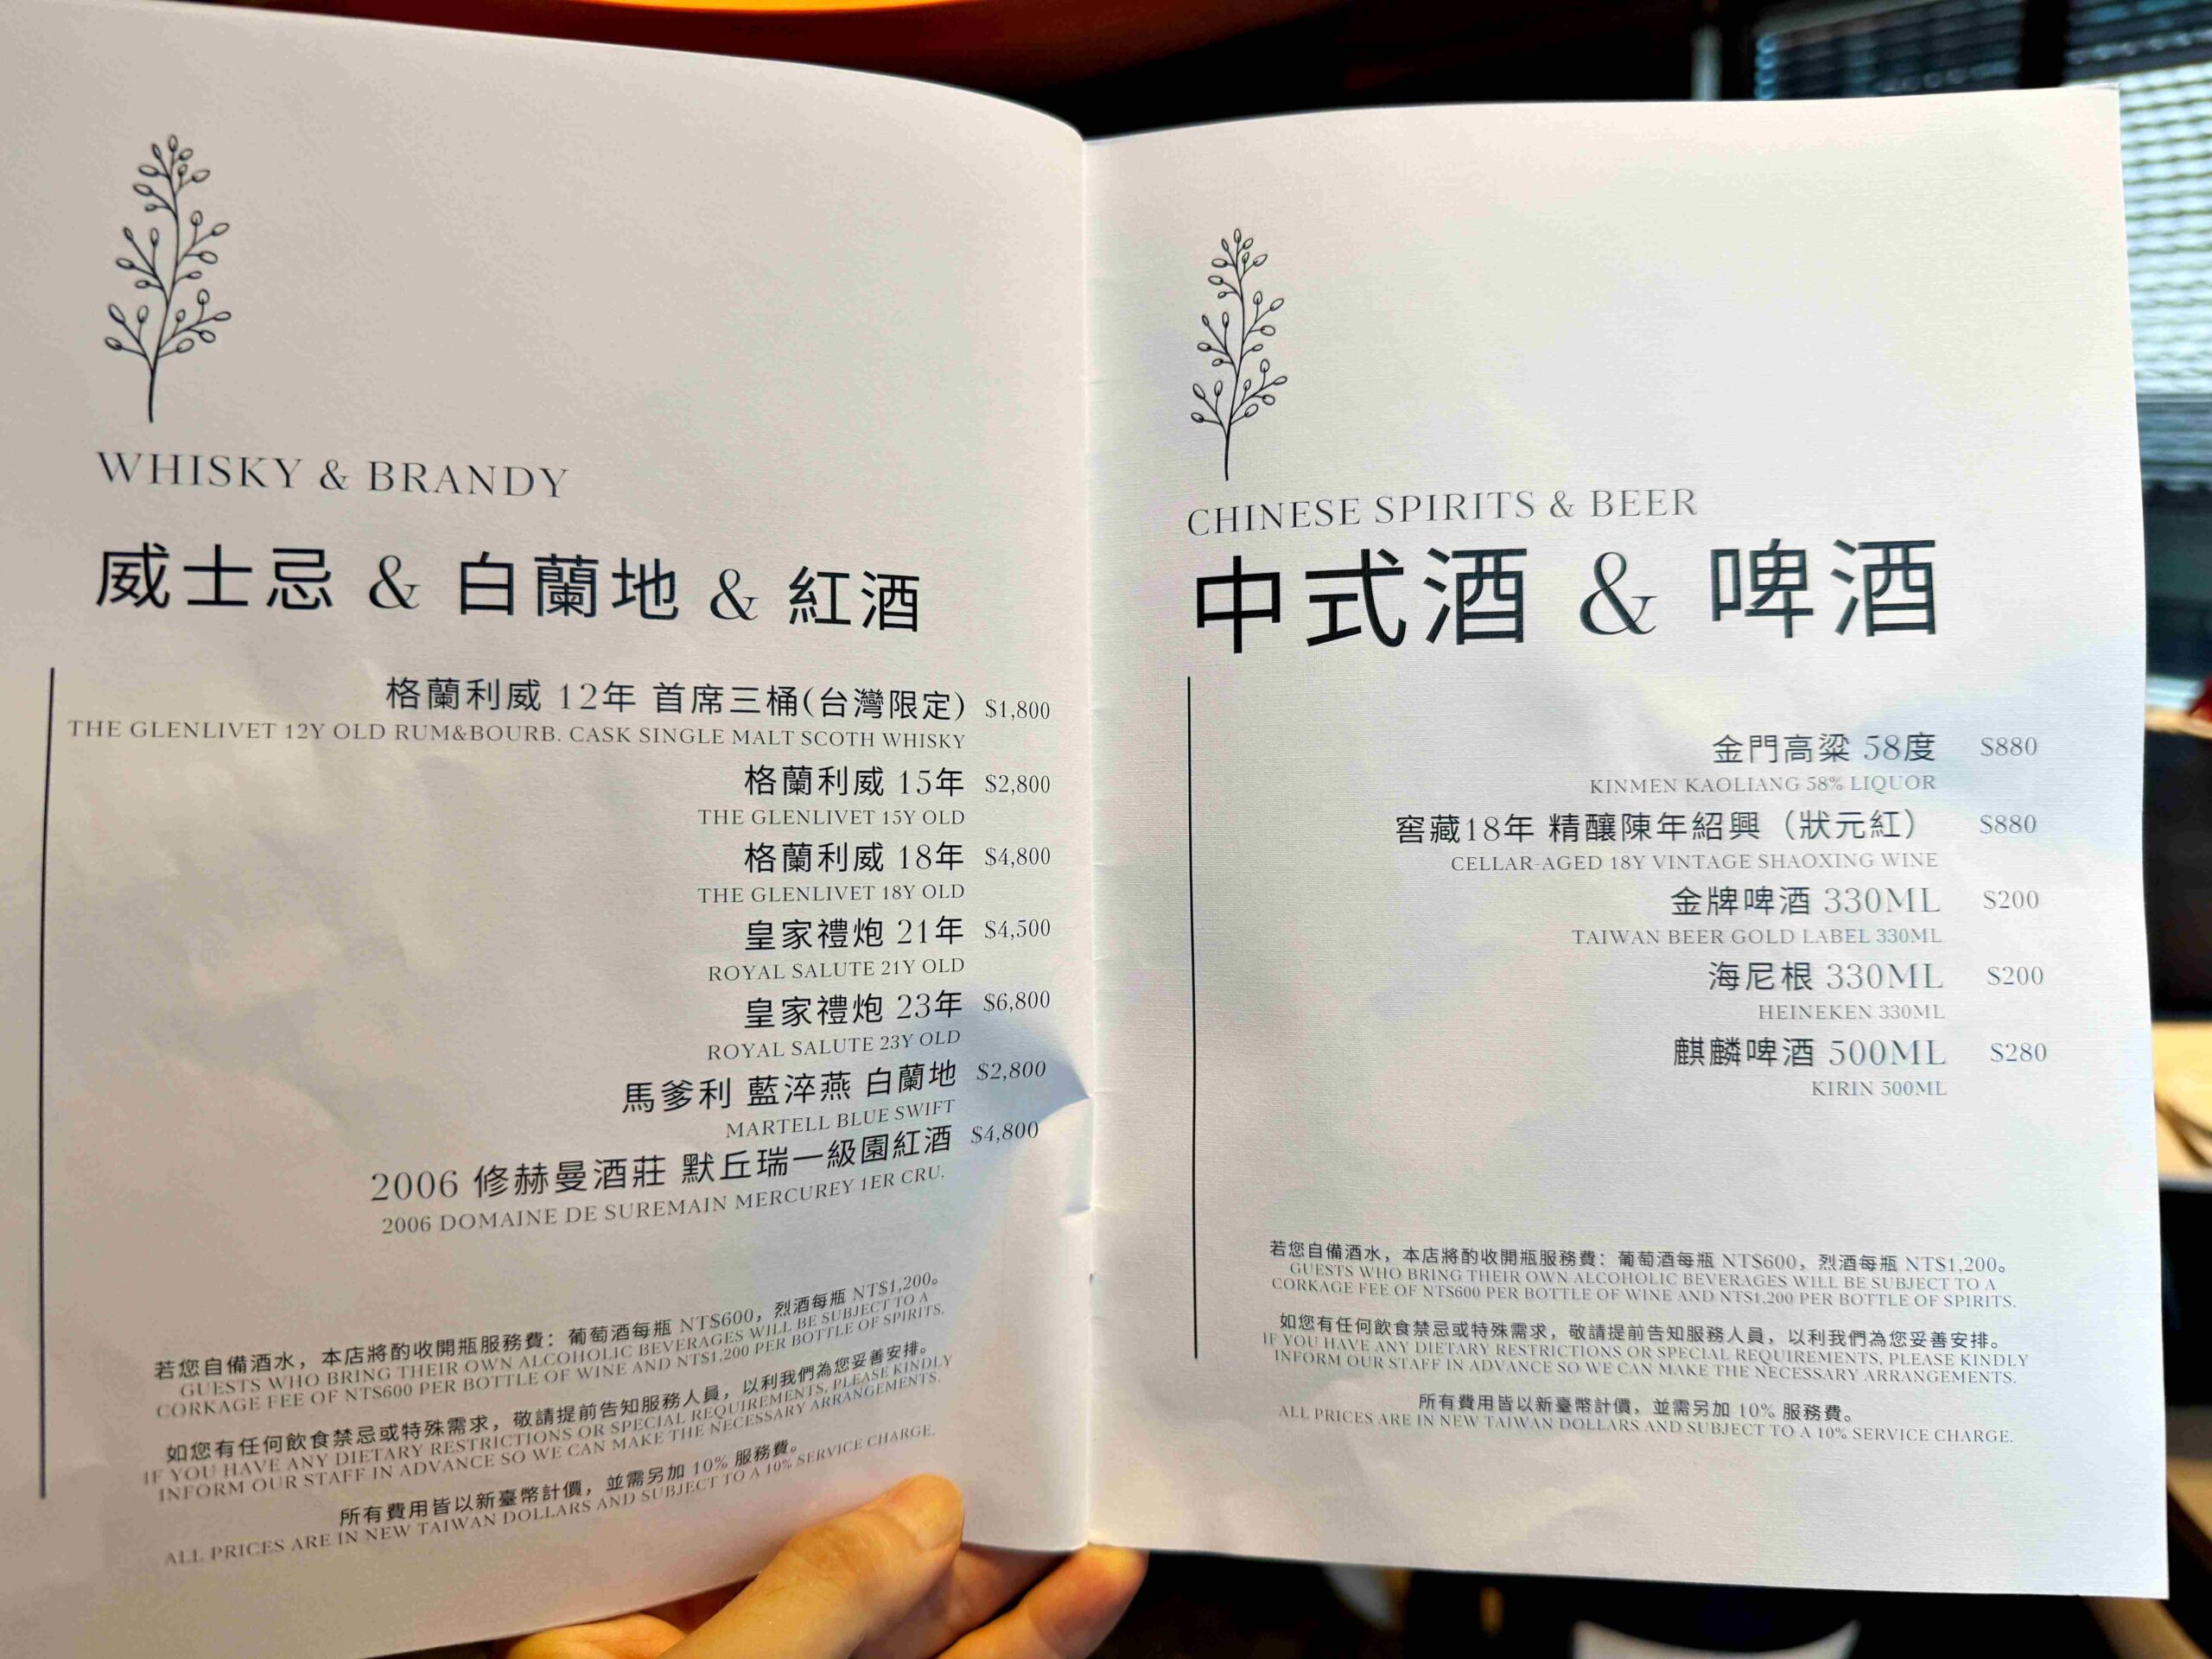 WHISKY & BRANDY
威士忌 & 白蘭地 & 紅酒
格蘭利威 12年 首席三桶(台灣限定) $1,800
THE GLENLIVET 12Y OLD RUM&BOURB. CASK SINGLE MALT SCOTH WHISKY
格蘭利威 15年 $2,800
THE GLENLIVET 15Y OLD
格蘭利威 18年 $4,800
THE GLENLIVET 18Y OLD
皇家禮炮 21年 $4,500
ROYAL SALUTE 21Y OLD
皇家禮炮 23年 $6,800
ROYAL SALUTE 23Y OLD
馬爹利 藍淬燕 白蘭地 $2,800
MARTELL BLUE SWIFT
2006 修赫曼酒莊 默丘瑞一級園紅酒 $4,800
2006 DOMAINE DE SUREMAIN MERCUREY 1ER CRU.
若您自備酒水，本店將酌收開瓶服務費：葡萄酒每瓶 NT$600，烈酒每瓶 NT$1,200。
GUESTS WHO BRING THEIR OWN ALCOHOLIC BEVERAGES WILL BE SUBJECT TO A
CORKAGE FEE OF NT$600 PER BOTTLE OF WINE AND NT$1,200 PER BOTTLE OF SPIRITS.
如您有任何飲食禁忌或特殊需求，敬請提前告知服務人員，以利我們為您妥善安排。
IF YOU HAVE ANY DIETARY RESTRICTIONS OR SPECIAL REQUIREMENTS, PLEASE KINDLY
INFORM OUR STAFF IN ADVANCE SO WE CAN MAKE THE NECESSARY ARRANGEMENTS.
所有費用皆以新臺幣計價，並需另加 10% 服務費。
ALL PRICES ARE IN NEW TAIWAN DOLLARS AND SUBJECT TO A 10% SERVICE CHARGE.
CHINESE SPIRITS & BEER
中式酒 & 啤酒
金門高粱 58度 $880
KINMEN KAOLIANG 58% LIQUOR
窖藏18年 精釀陳年紹興（狀元紅） $880
CELLAR-AGED 18Y VINTAGE SHAOXING WINE
金牌啤酒 330ML $200
TAIWAN BEER GOLD LABEL 330ML
海尼根 330ML $200
HEINEKEN 330ML
麒麟啤酒 500ML $280
KIRIN 500ML
若您自備酒水，本店將酌收開瓶服務費：葡萄酒每瓶 NT$600，烈酒每瓶 NT$1,200。
GUESTS WHO BRING THEIR OWN ALCOHOLIC BEVERAGES WILL BE SUBJECT TO A
CORKAGE FEE OF NT$600 PER BOTTLE OF WINE AND NT$1,200 PER BOTTLE OF SPIRITS.
如您有任何飲食禁忌或特殊需求，敬請提前告知服務人員，以利我們為您妥善安排。
IF YOU HAVE ANY DIETARY RESTRICTIONS OR SPECIAL REQUIREMENTS, PLEASE KINDLY
INFORM OUR STAFF IN ADVANCE SO WE CAN MAKE THE NECESSARY ARRANGEMENTS.
所有費用皆以新臺幣計價，並需另加 10% 服務費。
ALL PRICES ARE IN NEW TAIWAN DOLLARS AND SUBJECT TO A 10% SERVICE CHARGE.